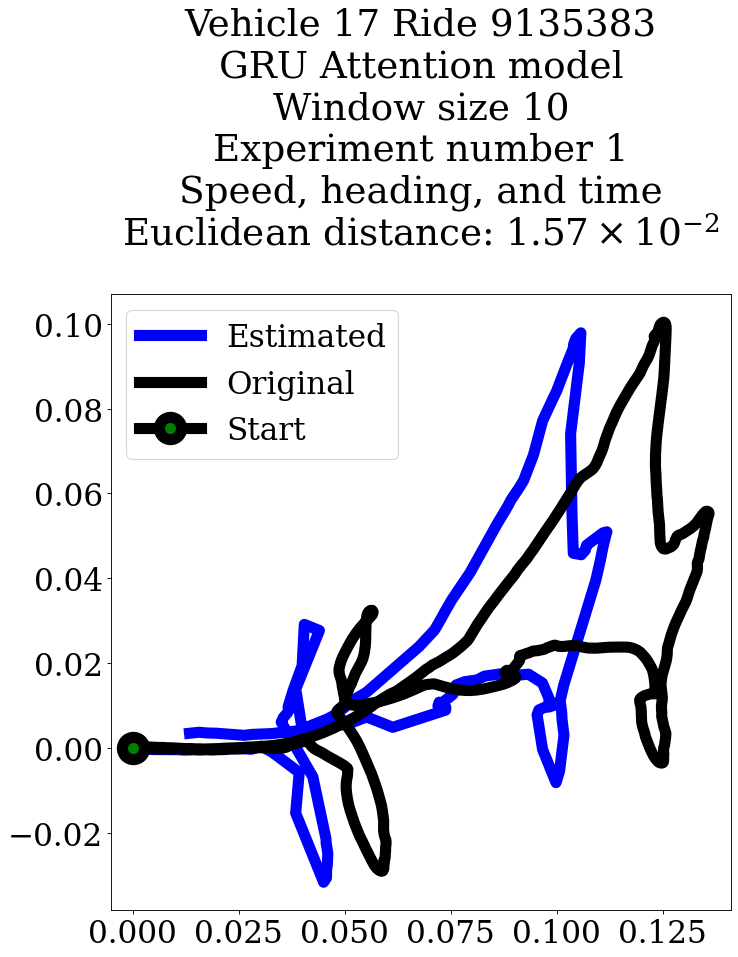 Vehicle 17 Ride 9135383
GRU Attention model
Window size 10
Experiment number 1
Speed, heading, and time
Euclidean distance: 1.57 × 10⁻²
Estimated
Original
Start
0.10
0.08
0.06
0.04
0.02
0.00
−0.02
0.000 0.025 0.050 0.075 0.100 0.125